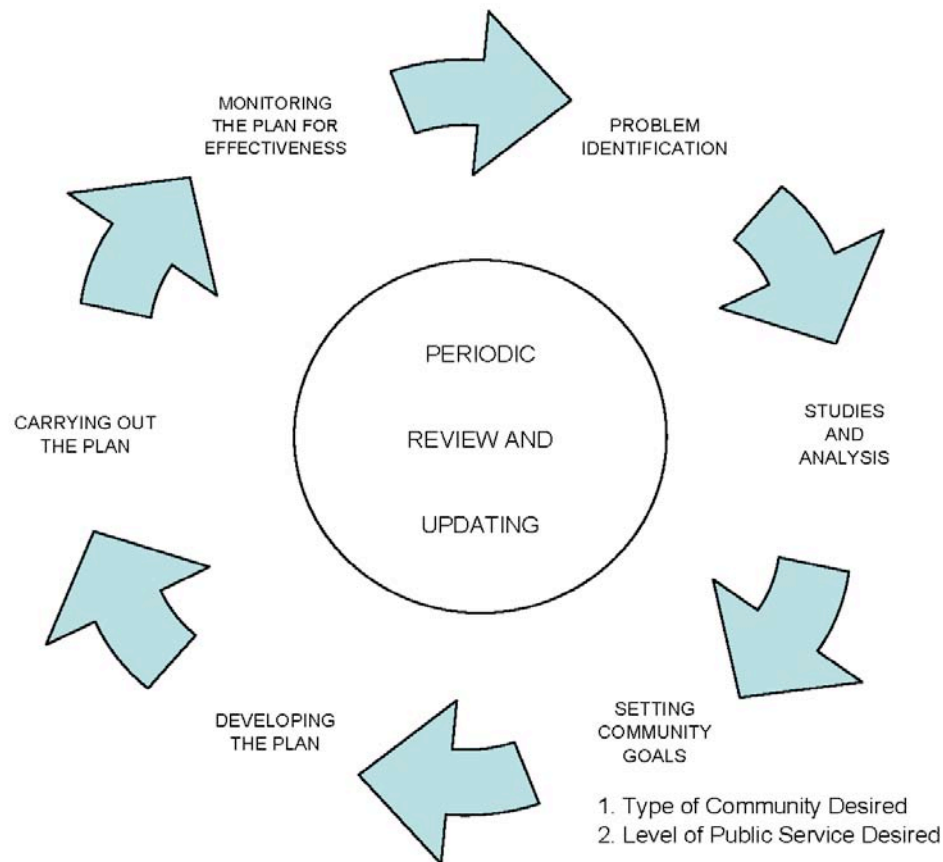 MONITORING
THE PLAN FOR
EFFECTIVENESS
PROBLEM
IDENTIFICATION
PERIODIC
REVIEW AND
UPDATING
STUDIES
AND
ANALYSIS
SETTING
COMMUNITY
GOALS
1. Type of Community Desired
2. Level of Public Service Desired
DEVELOPING
THE PLAN
CARRYING OUT
THE PLAN